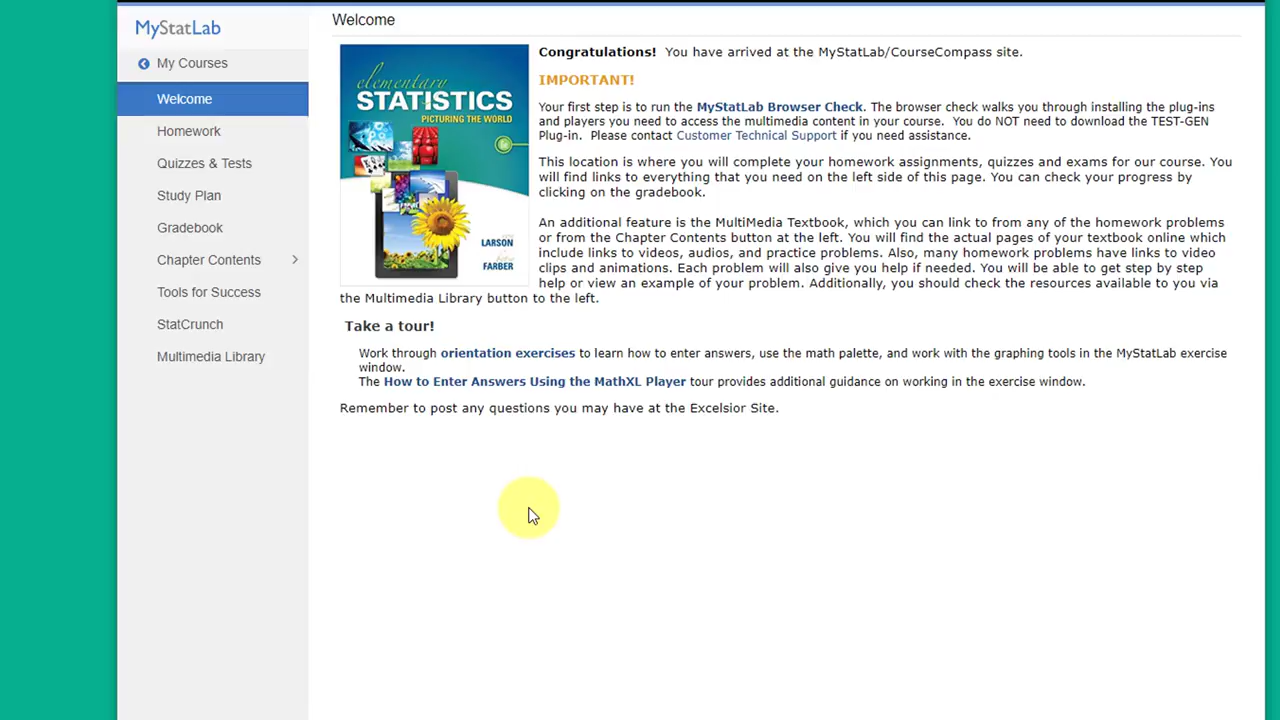 MyStatLab
My Courses
Welcome
Homework
Quizzes & Tests
Study Plan
Gradebook
Chapter Contents
Tools for Success
StatCrunch
Multimedia Library
Welcome
elementary
STATISTICS
PICTURING THE WORLD
LARSON
FARBER
Congratulations! You have arrived at the MyStatLab/CourseCompass site.
IMPORTANT!
Your first step is to run the MyStatLab Browser Check. The browser check walks you through installing the plug-ins
and players you need to access the multimedia content in your course. You do NOT need to download the TEST-GEN
Plug-in. Please contact Customer Technical Support if you need assistance.
This location is where you will complete your homework assignments, quizzes and exams for our course. You
will find links to everything that you need on the left side of this page. You can check your progress by
clicking on the gradebook.
An additional feature is the MultiMedia Textbook, which you can link to from any of the homework problems
or from the Chapter Contents button at the left. You will find the actual pages of your textbook online which
include links to videos, audios, and practice problems. Also, many homework problems have links to video
clips and animations. Each problem will also give you help if needed. You will be able to get step by step
help or view an example of your problem. Additionally, you should check the resources available to you via
the Multimedia Library button to the left.
Take a tour!
Work through orientation exercises to learn how to enter answers, use the math palette, and work with the graphing tools in the MyStatLab exercise
window.
The How to Enter Answers Using the MathXL Player tour provides additional guidance on working in the exercise window.
Remember to post any questions you may have at the Excelsior Site.